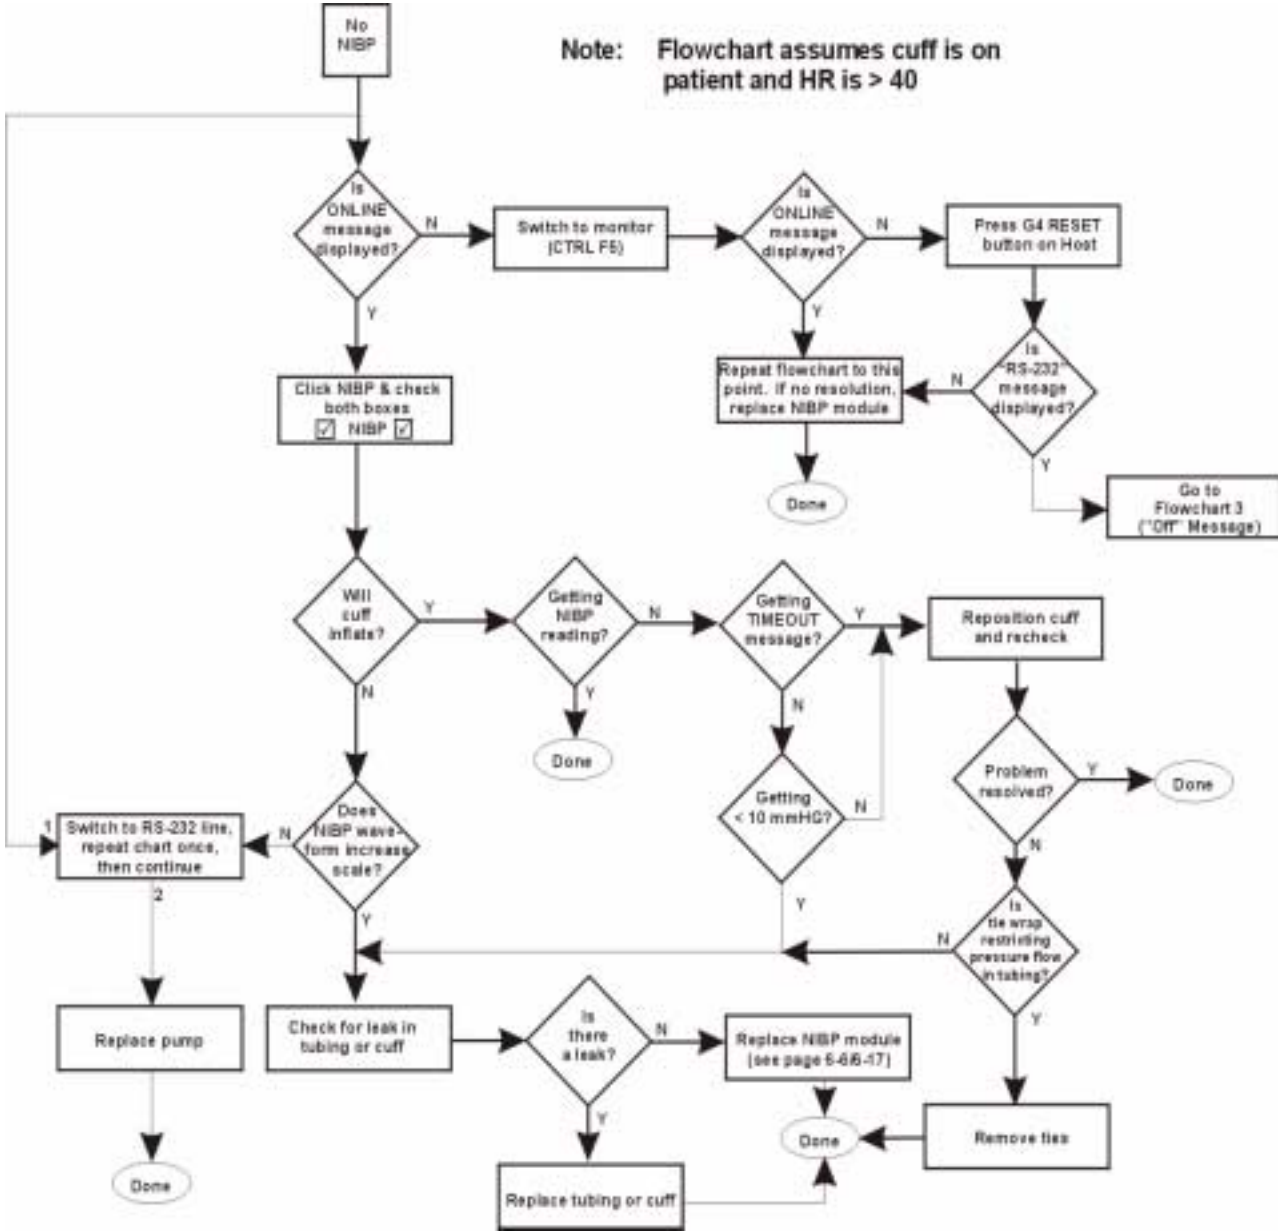 No
NIBP
Note: Flowchart assumes cuff is on
patient and HR is > 40
Is
ONLINE
message
displayed?
N
Switch to monitor
(CTRL F5)
Is
ONLINE
message
displayed?
N
Press G4 RESET
button on Host
Y
Y
Click NIBP & check
both boxes
☑ NIBP ☑
Repeat flowchart to this
point. If no resolution,
replace NIBP module
N
Is
"RS-232"
message
displayed?
Y
Done
Go to
Flowchart 3
("Off" Message)
Will
cuff
inflate?
Y
Getting
NIBP
reading?
N
Getting
TIMEOUT
message?
Y
Reposition cuff
and recheck
N
Y
N
Done
Problem
resolved?
Y
Done
Getting
< 10 mmHG?
N
1
Switch to RS-232 line,
repeat chart once,
then continue
N
Does
NIBP wave-
form increase
scale?
N
2
Y
Y
Is
tie wrap
restricting
pressure flow
in tubing?
N
Y
Replace pump
Check for leak in
tubing or cuff
Is
there
a leak?
N
Replace NIBP module
(see page 6-6/6-17)
Y
Done
Remove ties
Done
Replace tubing or cuff